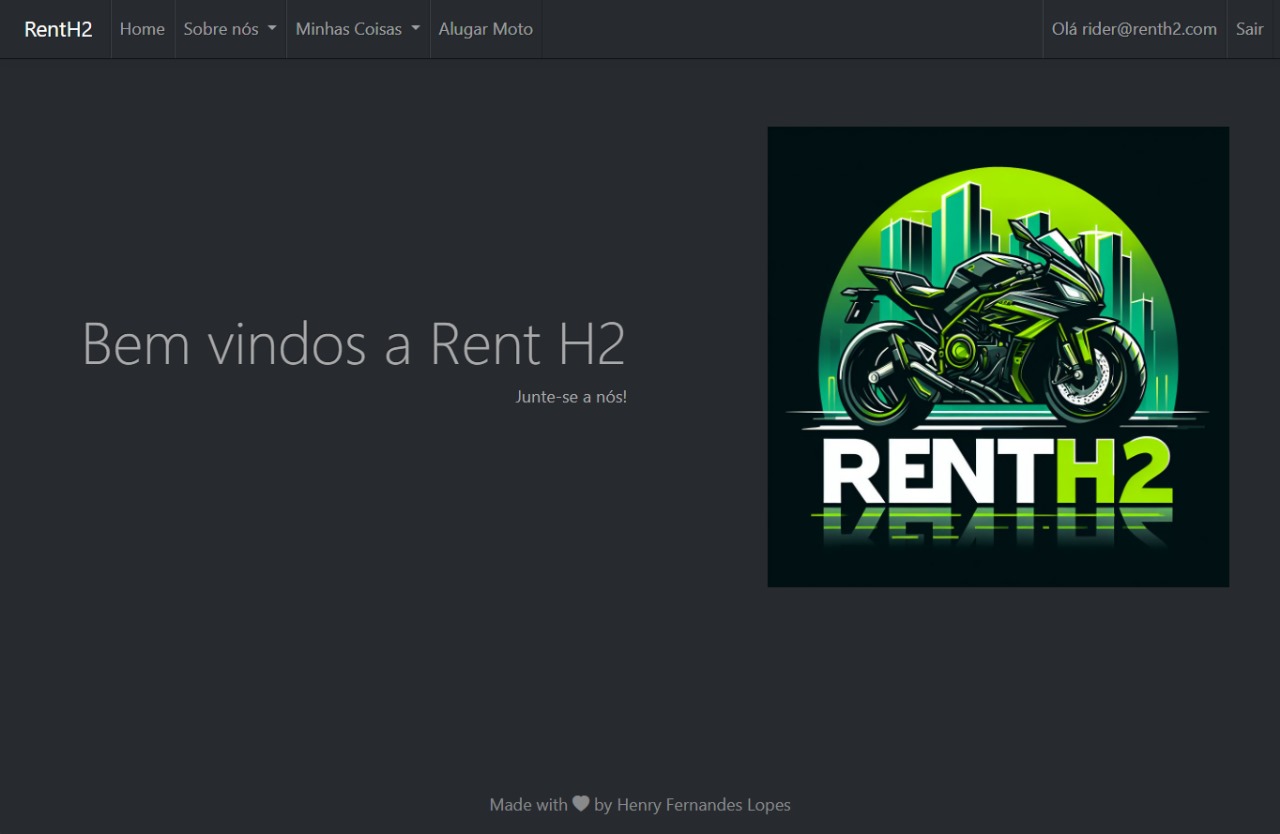 RentH2 Home Sobre nós Minhas Coisas Alugar Moto Olá rider@renth2.com Sair
Bem vindos a Rent H2
Junte-se a nós!
RENTH2
Made with by Henry Fernandes Lopes